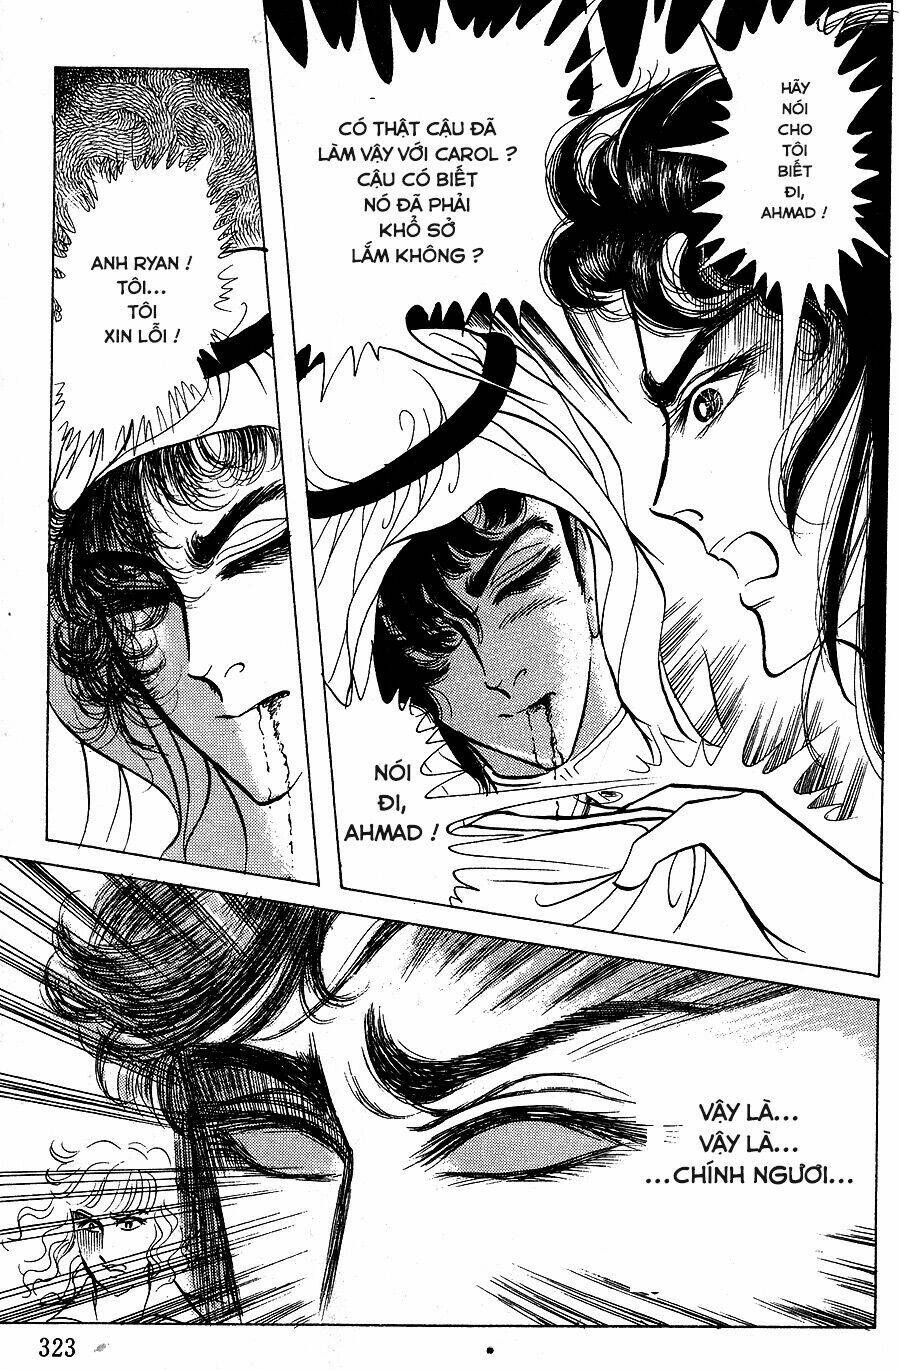 HÃY
NÓI
CHO
TÔI
BIẾT
ĐI,
AHMAD !
CÓ THẬT CẬU ĐÃ
LÀM VẬY VỚI CAROL ?
CẬU CÓ BIẾT
NÓ ĐÃ PHẢI
KHỔ SỞ
LẮM KHÔNG ?
NÓI
ĐI,
AHMAD !
ANH RYAN !
TÔI...
TÔI
XIN LỖI !
VẬY LÀ...
VẬY LÀ...
...CHÍNH NGƯƠI...
323